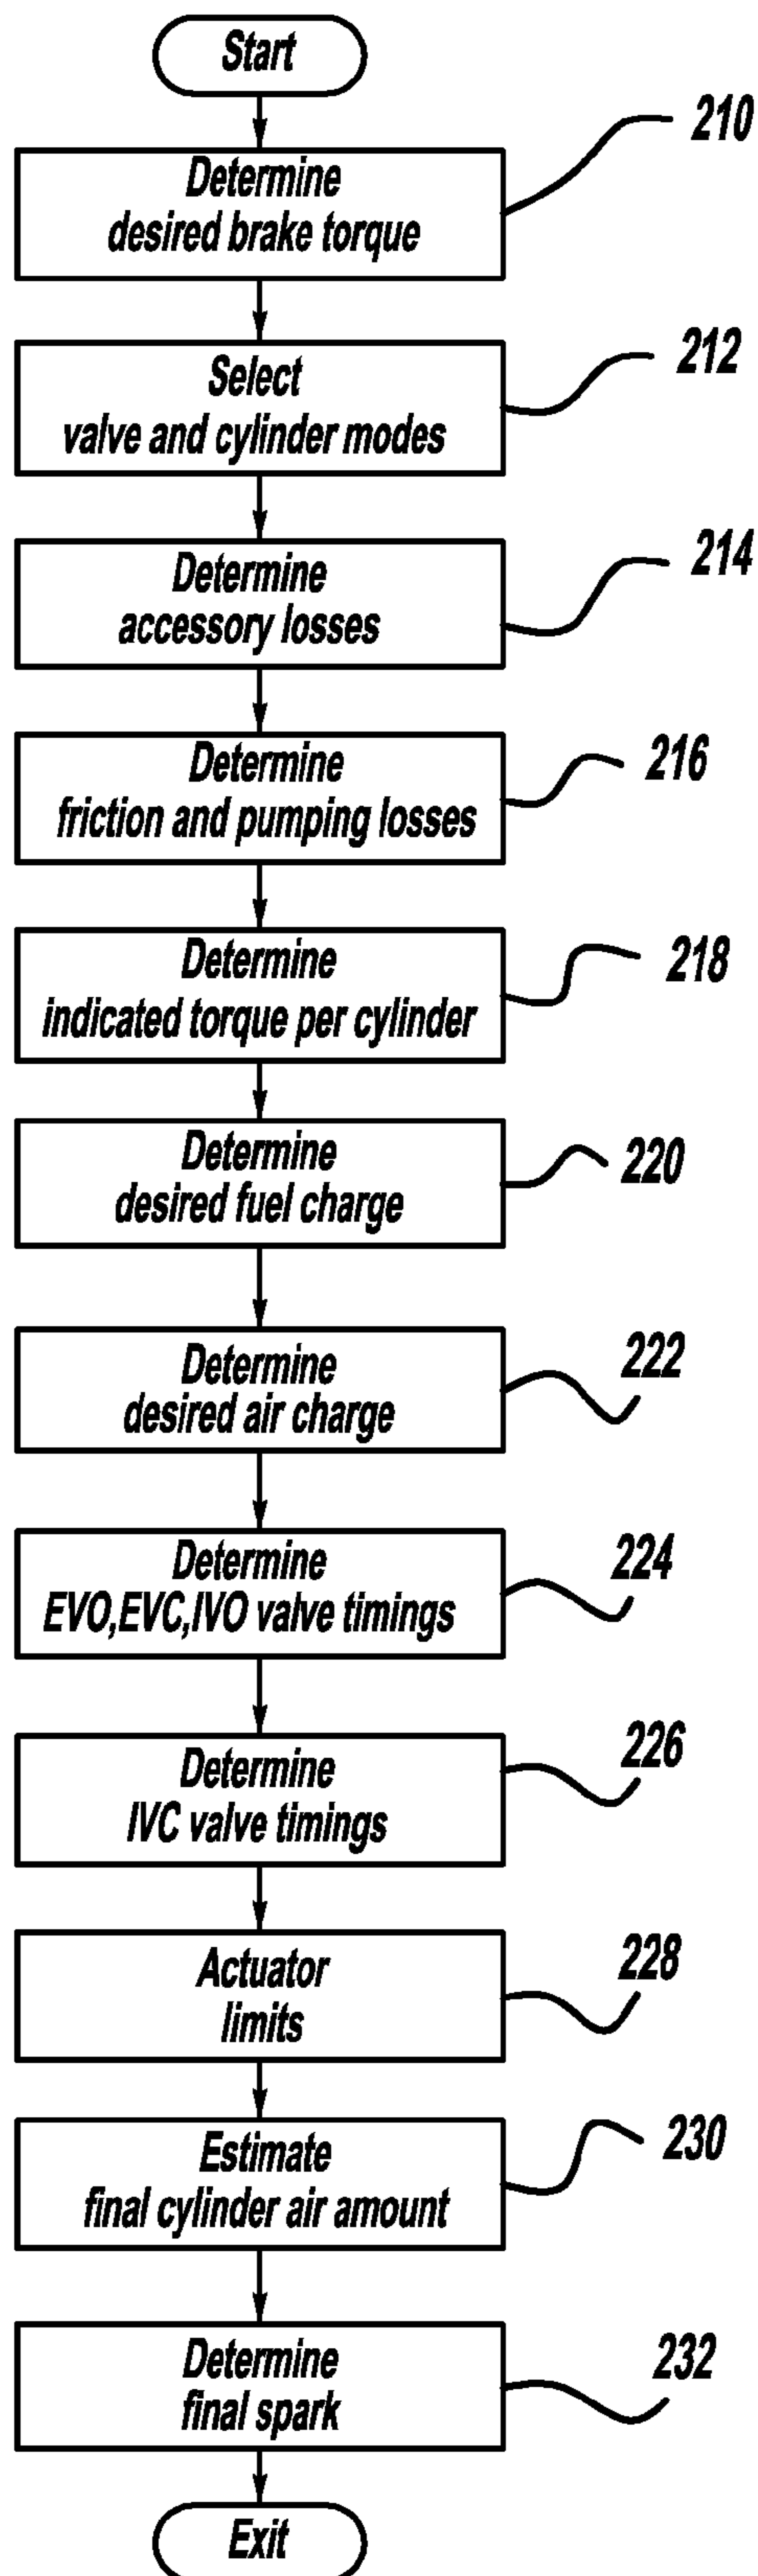 Start
210
Determine
desired brake torque
212
Select
valve and cylinder modes
214
Determine
accessory losses
216
Determine
friction and pumping losses
218
Determine
indicated torque per cylinder
220
Determine
desired fuel charge
222
Determine
desired air charge
224
Determine
EVO,EVC,IVO valve timings
226
Determine
IVC valve timings
228
Actuator
limits
230
Estimate
final cylinder air amount
232
Determine
final spark
Exit